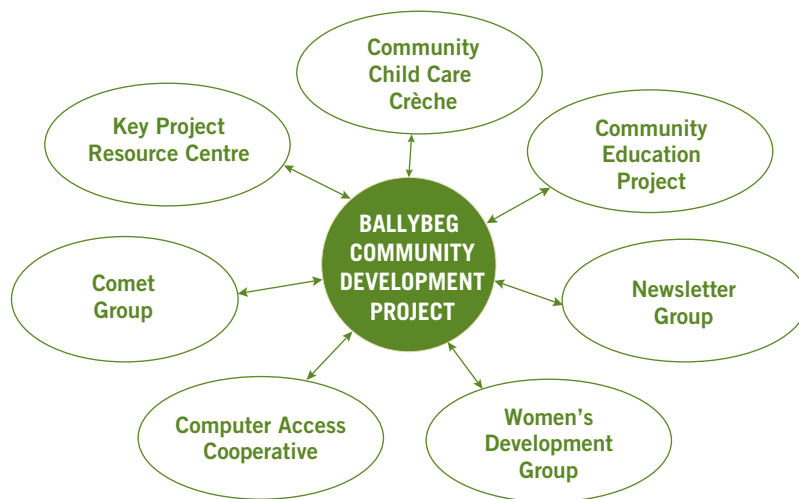 Community
Child Care
Crèche
Key Project
Resource Centre
Community
Education
Project
BALLYBEG
COMMUNITY
DEVELOPMENT
PROJECT
Comet
Group
Newsletter
Group
Computer Access
Cooperative
Women's
Development
Group